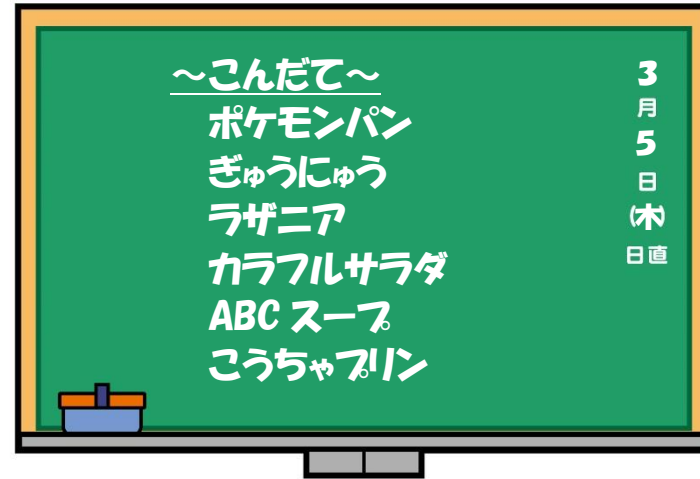 ～こんだて～
ポケモンパン
ぎゅうにゅう
ラザニア
カラフルサラダ
ABC スープ
こうちゃプリン
3
月
5
日
(木)
日直